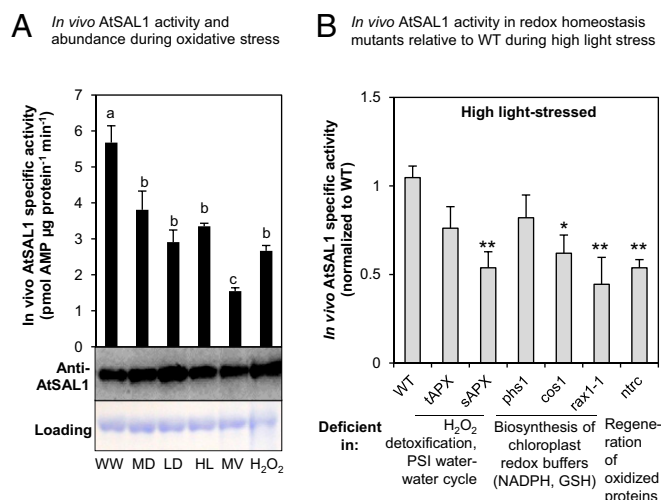 A
In vivo AtSAL1 activity and
abundance during oxidative stress
In vivo AtSAL1 specific activity
(pmol AMP µg protein⁻¹ min⁻¹)
7
6
5
4
3
2
1
0
a
b
b
b
c
b
Anti-
AtSAL1
Loading
WW MD LD HL MV H₂O₂
B
In vivo AtSAL1 activity in redox homeostasis
mutants relative to WT during high light stress
In vivo AtSAL1 specific activity
(normalized to WT)
1.5
1
0.5
0
High light-stressed
**
*
**
**
WT tAPX sAPX phs1 cos1 rax1-1 ntrc
Deficient
in:
H₂O₂
detoxification,
PSI water-
water cycle
Biosynthesis of
chloroplast
redox buffers
(NADPH, GSH)
Regene-
ration
of
oxidized
proteins